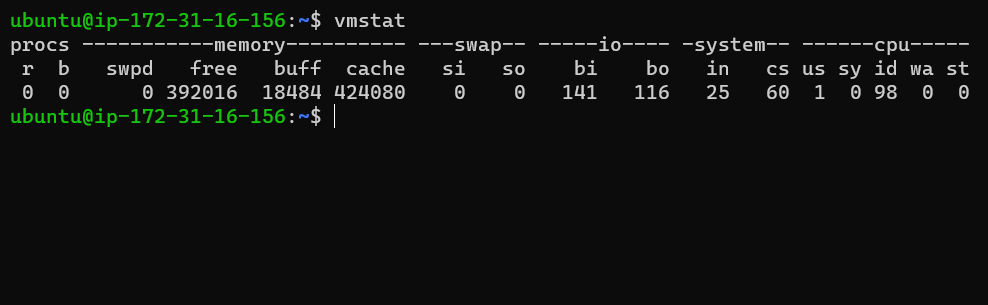 ubuntu@ip-172-31-16-156:~$ vmstat
procs -----------memory---------- ---swap-- -----io---- -system-- ------cpu-----
 r  b   swpd   free   buff  cache   si   so    bi    bo   in   cs us sy id wa st
 0  0      0 392016  18484 424080    0    0   141   116   25   60  1  0 98  0  0
ubuntu@ip-172-31-16-156:~$